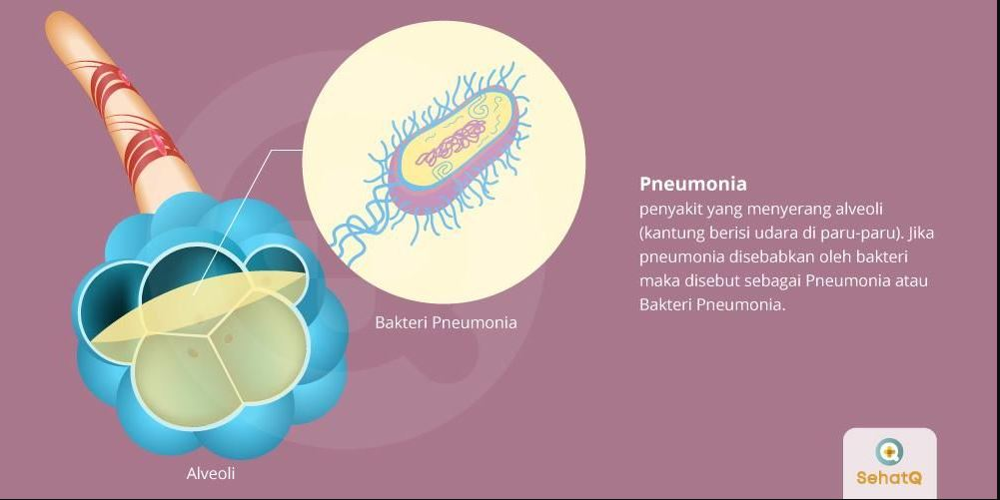 Pneumonia
penyakit yang menyerang alveoli
(kantung berisi udara di paru-paru). Jika
pneumonia disebabkan oleh bakteri
maka disebut sebagai Pneumonia atau
Bakteri Pneumonia.
Bakteri Pneumonia
Alveoli
SehatQ